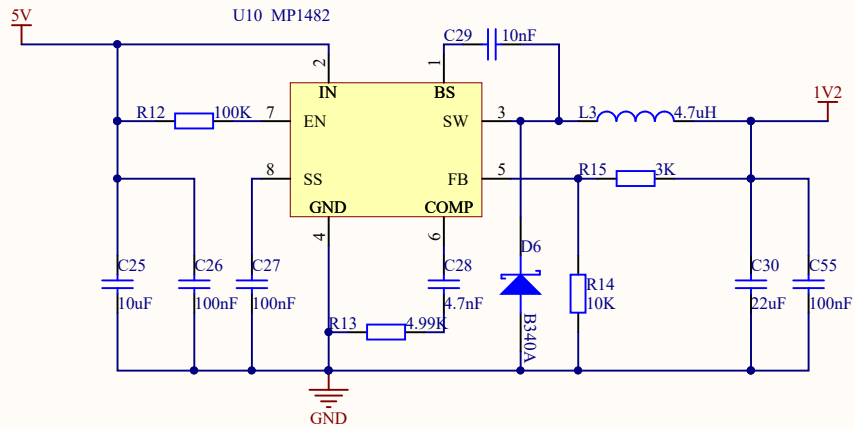 U10 MP1482
5V
C29
10nF
2
1
IN
BS
1V2
R12
100K
7
EN
SW
3
L3
4.7uH
8
SS
FB
5
R15
3K
GND
COMP
4
6
D6
C25
C26
C27
C28
R14
C30
C55
10uF
100nF
100nF
4.7nF
10K
22uF
100nF
R13
4.99K
B340A
GND